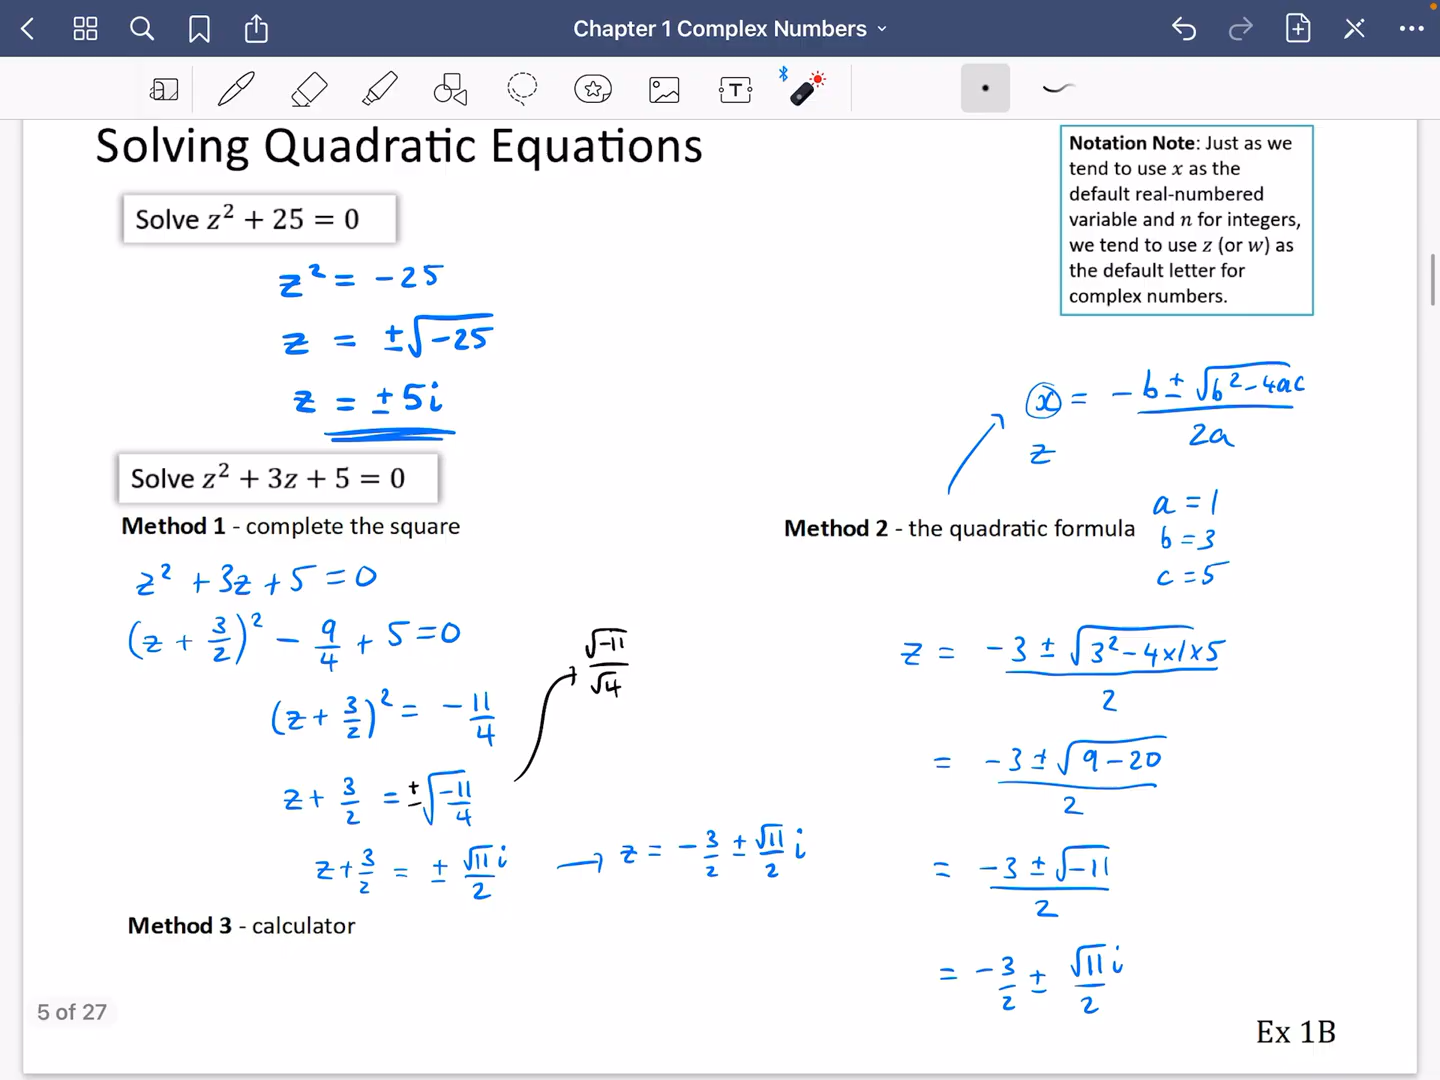 Chapter 1 Complex Numbers
Solving Quadratic Equations
Notation Note: Just as we
tend to use x as the
default real-numbered
variable and n for integers,
we tend to use z (or w) as
the default letter for
complex numbers.
Solve z² + 25 = 0
z² = -25
z = ±√-25
z = ±5i
x = -b ± √b²-4ac / 2a
z
Solve z² + 3z + 5 = 0
Method 1 - complete the square
z² + 3z + 5 = 0
(z + 3/2)² - 9/4 + 5 = 0
(z + 3/2)² = -11/4
z + 3/2 = ±√-11/4
√-11/√4
z + 3/2 = ± √11/2 i
z = -3/2 ± √11/2 i
Method 2 - the quadratic formula
a = 1
b = 3
c = 5
z = -3 ± √3²-4×1×5 / 2
= -3 ± √9-20 / 2
= -3 ± √-11 / 2
= -3/2 ± √11 i/2
Method 3 - calculator
5 of 27
Ex 1B